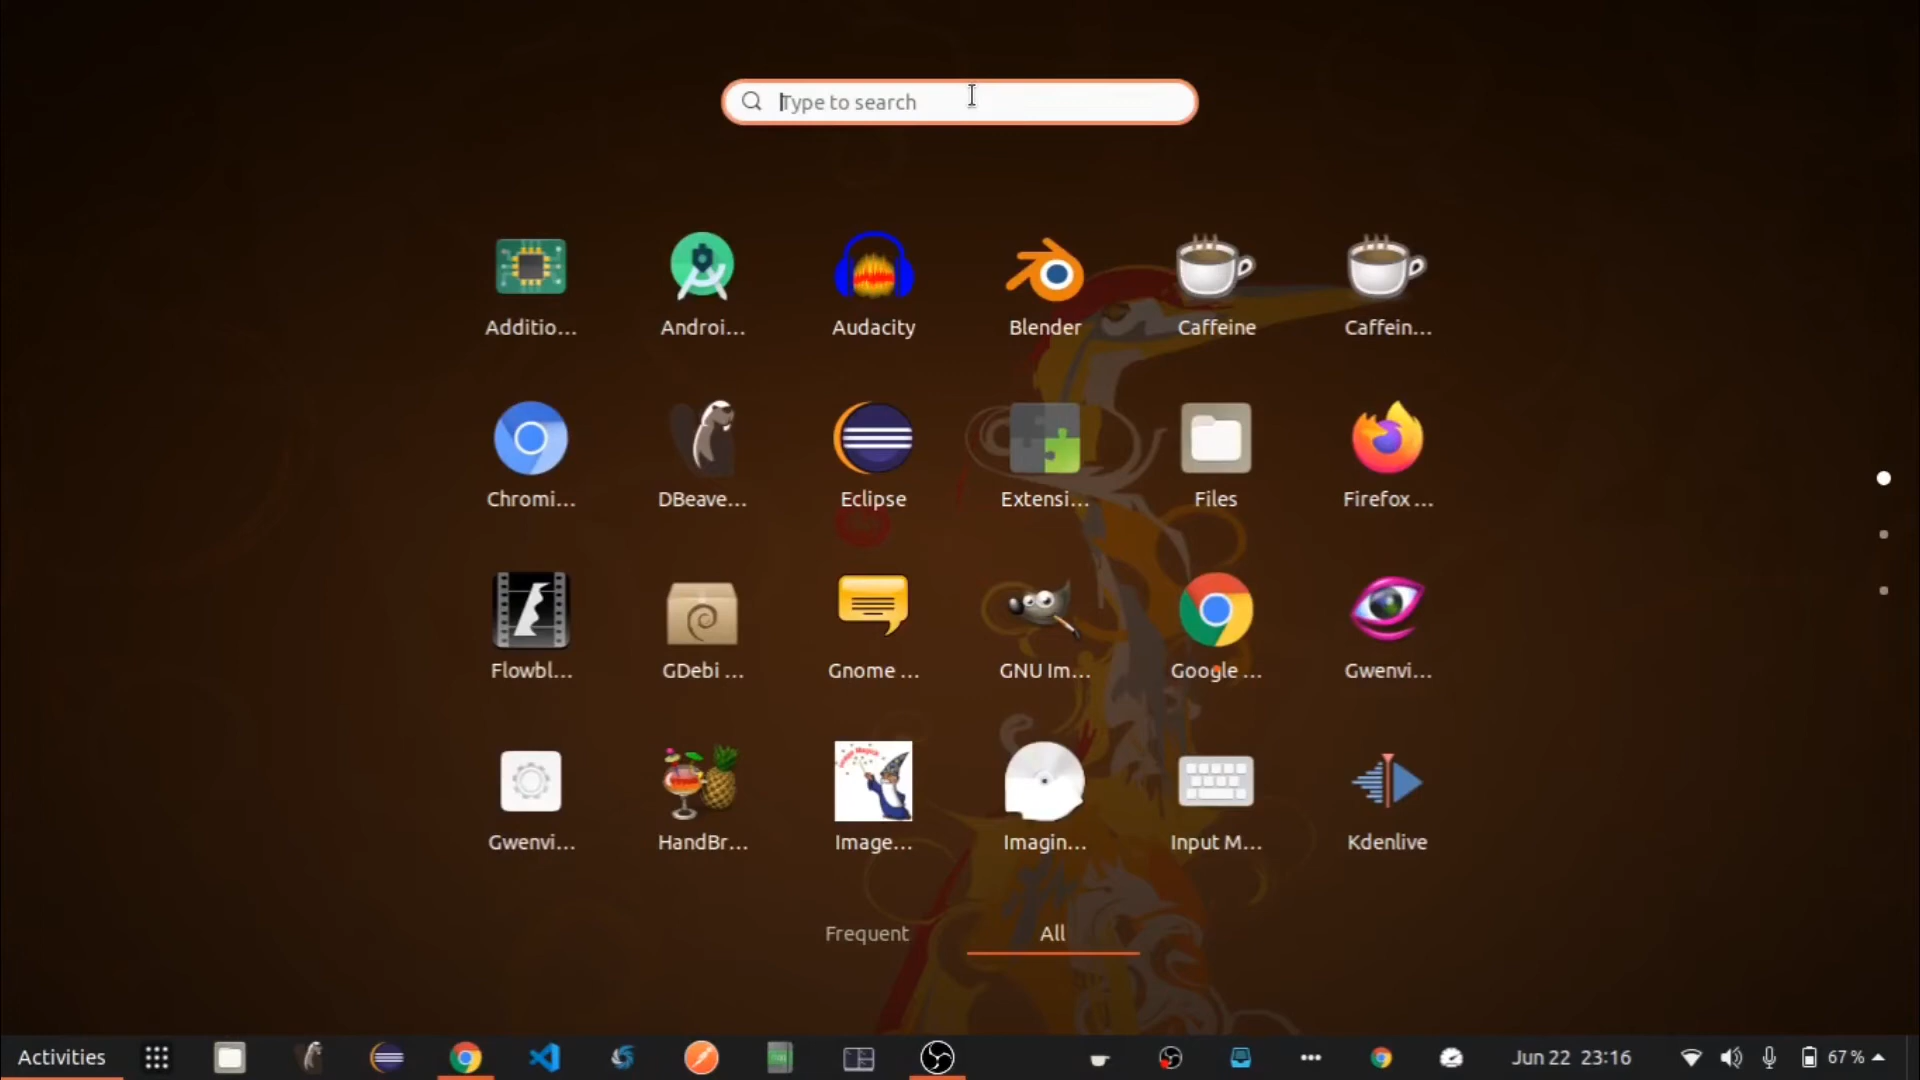 Type to search
Additio...
Androi...
Audacity
Blender
Caffeine
Caffein...
Chromi...
DBeave...
Eclipse
Extensi...
Files
Firefox ...
Flowbl...
GDebi ...
Gnome ...
GNU Im...
Google ...
Gwenvi...
Gwenvi...
HandBr...
Image...
Imagin...
Input M...
Kdenlive
Frequent
All
Activities
Jun 22 23:16
67 %